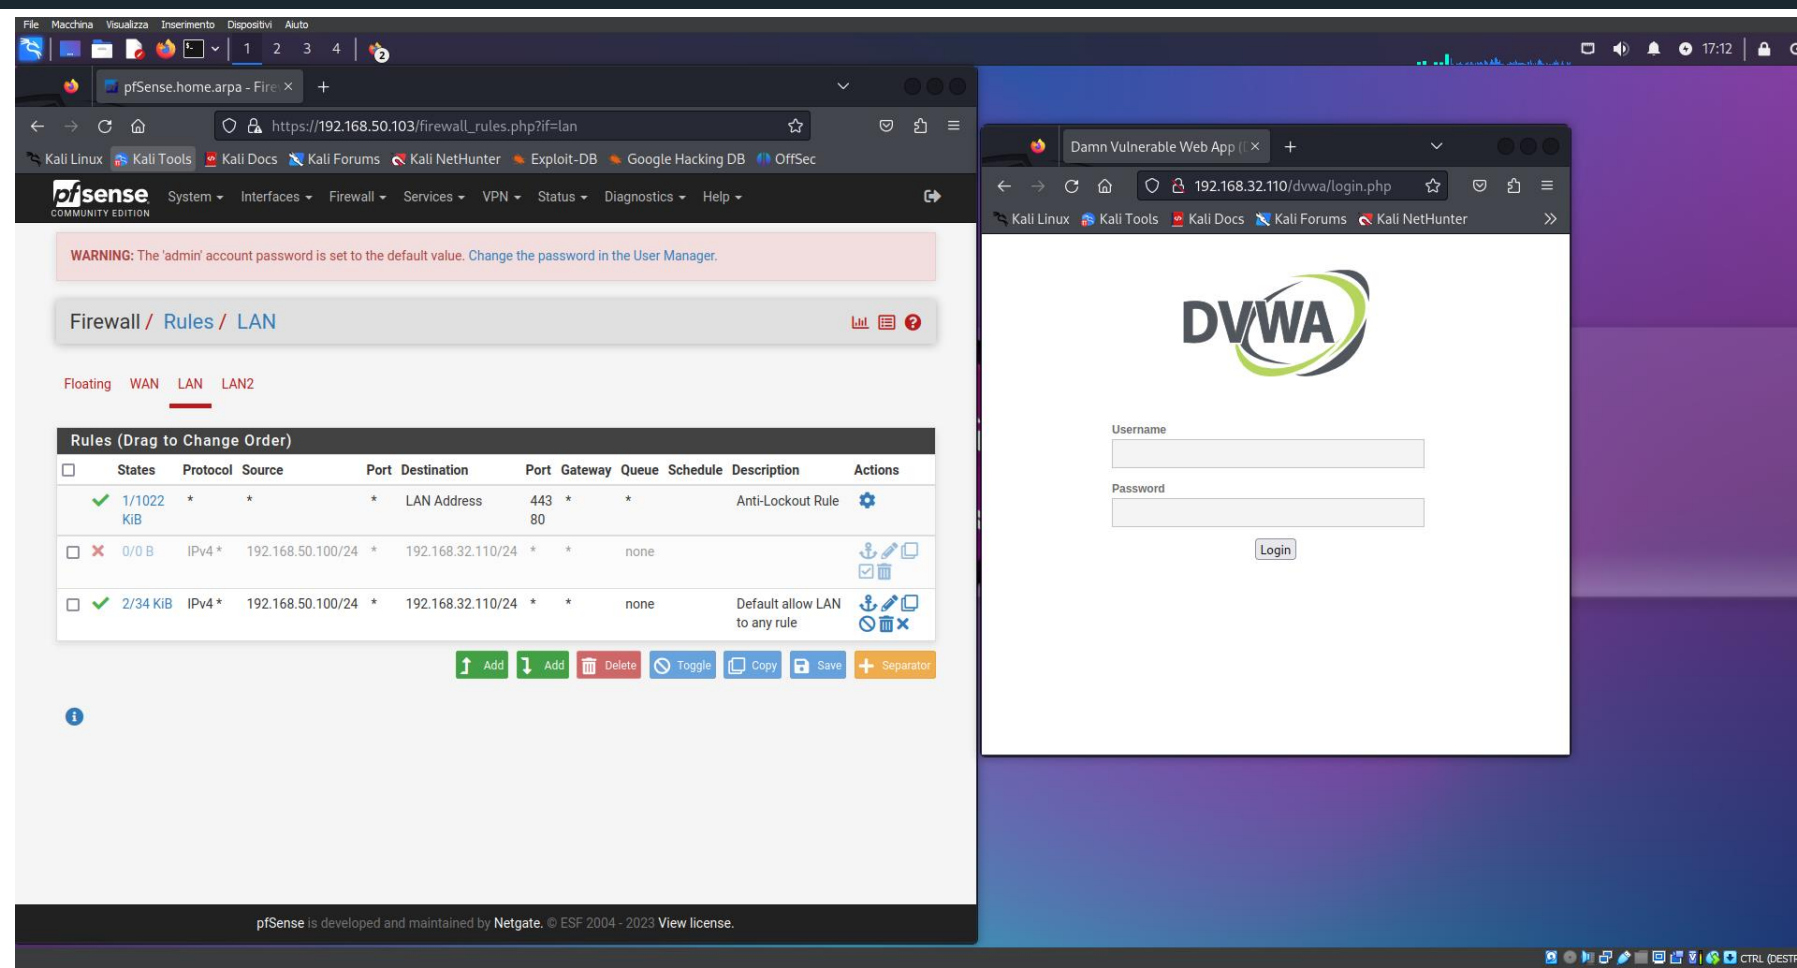 File Macchina Visualizza Inserimento Dispositivi Aiuto
1 2 3 4 2 17:12
pfSense.home.arpa - Fire
https://192.168.50.103/firewall_rules.php?if=lan
Kali Linux Kali Tools Kali Docs Kali Forums Kali NetHunter Exploit-DB Google Hacking DB OffSec
pfsense System Interfaces Firewall Services VPN Status Diagnostics Help
COMMUNITY EDITION
WARNING: The 'admin' account password is set to the default value. Change the password in the User Manager.
Firewall / Rules / LAN
Floating WAN LAN LAN2
Rules (Drag to Change Order)
States Protocol Source Port Destination Port Gateway Queue Schedule Description Actions
1/1022 * * * LAN Address 443 * * Anti-Lockout Rule
KiB 80
0/0 B IPv4 * 192.168.50.100/24 * 192.168.32.110/24 * * none
2/34 KiB IPv4 * 192.168.50.100/24 * 192.168.32.110/24 * * none Default allow LAN
to any rule
Add Add Delete Toggle Copy Save Separator
pfSense is developed and maintained by Netgate. © ESF 2004 - 2023 View license.
Damn Vulnerable Web App (
192.168.32.110/dvwa/login.php
Kali Linux Kali Tools Kali Docs Kali Forums Kali NetHunter
DVWA
Username
Password
Login
CTRL (DESTR